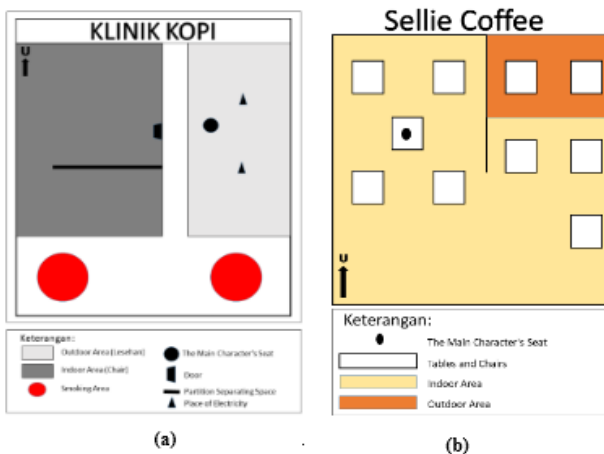 KLINIK KOPI
U
Keterangan:
Outdoor Area (Lesehan)
The Main Character's Seat
Indoor Area (Chair)
Door
Smoking Area
Partition Separating Space
Place of Electricity
(a)
.
Sellie Coffee
U
Keterangan:
The Main Character's Seat
Tables and Chairs
Indoor Area
Outdoor Area
(b)